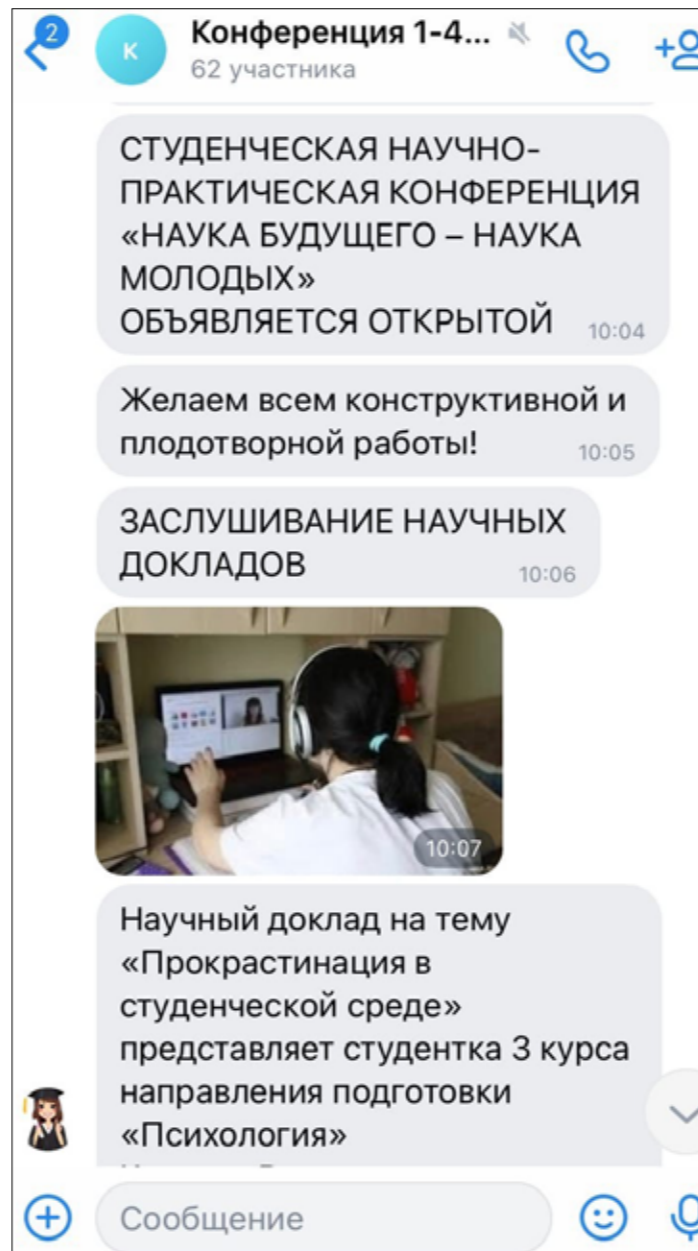 2
К
Конференция 1-4...
62 участника
СТУДЕНЧЕСКАЯ НАУЧНО-
ПРАКТИЧЕСКАЯ КОНФЕРЕНЦИЯ
«НАУКА БУДУЩЕГО – НАУКА
МОЛОДЫХ»
ОБЪЯВЛЯЕТСЯ ОТКРЫТОЙ 10:04
Желаем всем конструктивной и
плодотворной работы! 10:05
ЗАСЛУШИВАНИЕ НАУЧНЫХ
ДОКЛАДОВ 10:06
10:07
Научный доклад на тему
«Прокрастинация в
студенческой среде»
представляет студентка 3 курса
направления подготовки
«Психология»
Сообщение